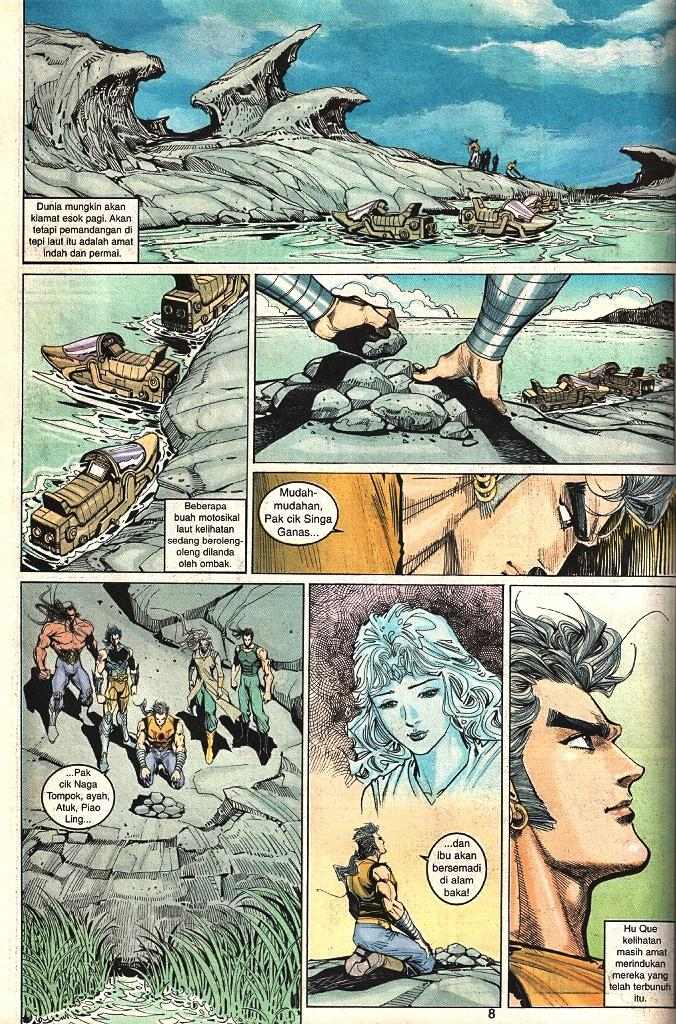 Dunia mungkin akan
kiamat esok pagi. Akan
tetapi pemandangan di
tepi laut itu adalah amat
indah dan permai.
Beberapa
buah motosikal
laut kelihatan
sedang beroleng-
oleng dilanda
oleh ombak.
Mudah-
mudahan,
Pak cik Singa
Ganas...
...Pak
cik Naga
Tompok, ayah,
Atuk, Piao
Ling...
...dan
ibu akan
bersemadi
di alam
baka!
Hu Que
kelihatan
masih amat
merindukan
mereka yang
telah terbunuh
itu.
8